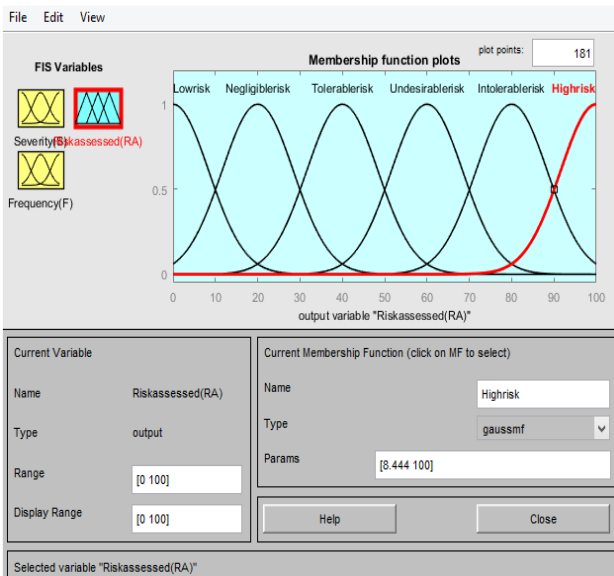 File Edit View
FIS Variables
Severity(S)
Riskassessed(RA)
Frequency(F)
Membership function plots
plot points: 181
Lowrisk Negligiblerisk Tolerablerisk Undesirablerisk Intolerablerisk Highrisk
1
0.5
0
0 10 20 30 40 50 60 70 80 90 100
output variable "Riskassessed(RA)"
Current Variable
Name Riskassessed(RA)
Type output
Range [0 100]
Display Range [0 100]
Current Membership Function (click on MF to select)
Name Highrisk
Type gaussmf
Params [8.444 100]
Help Close
Selected variable "Riskassessed(RA)"